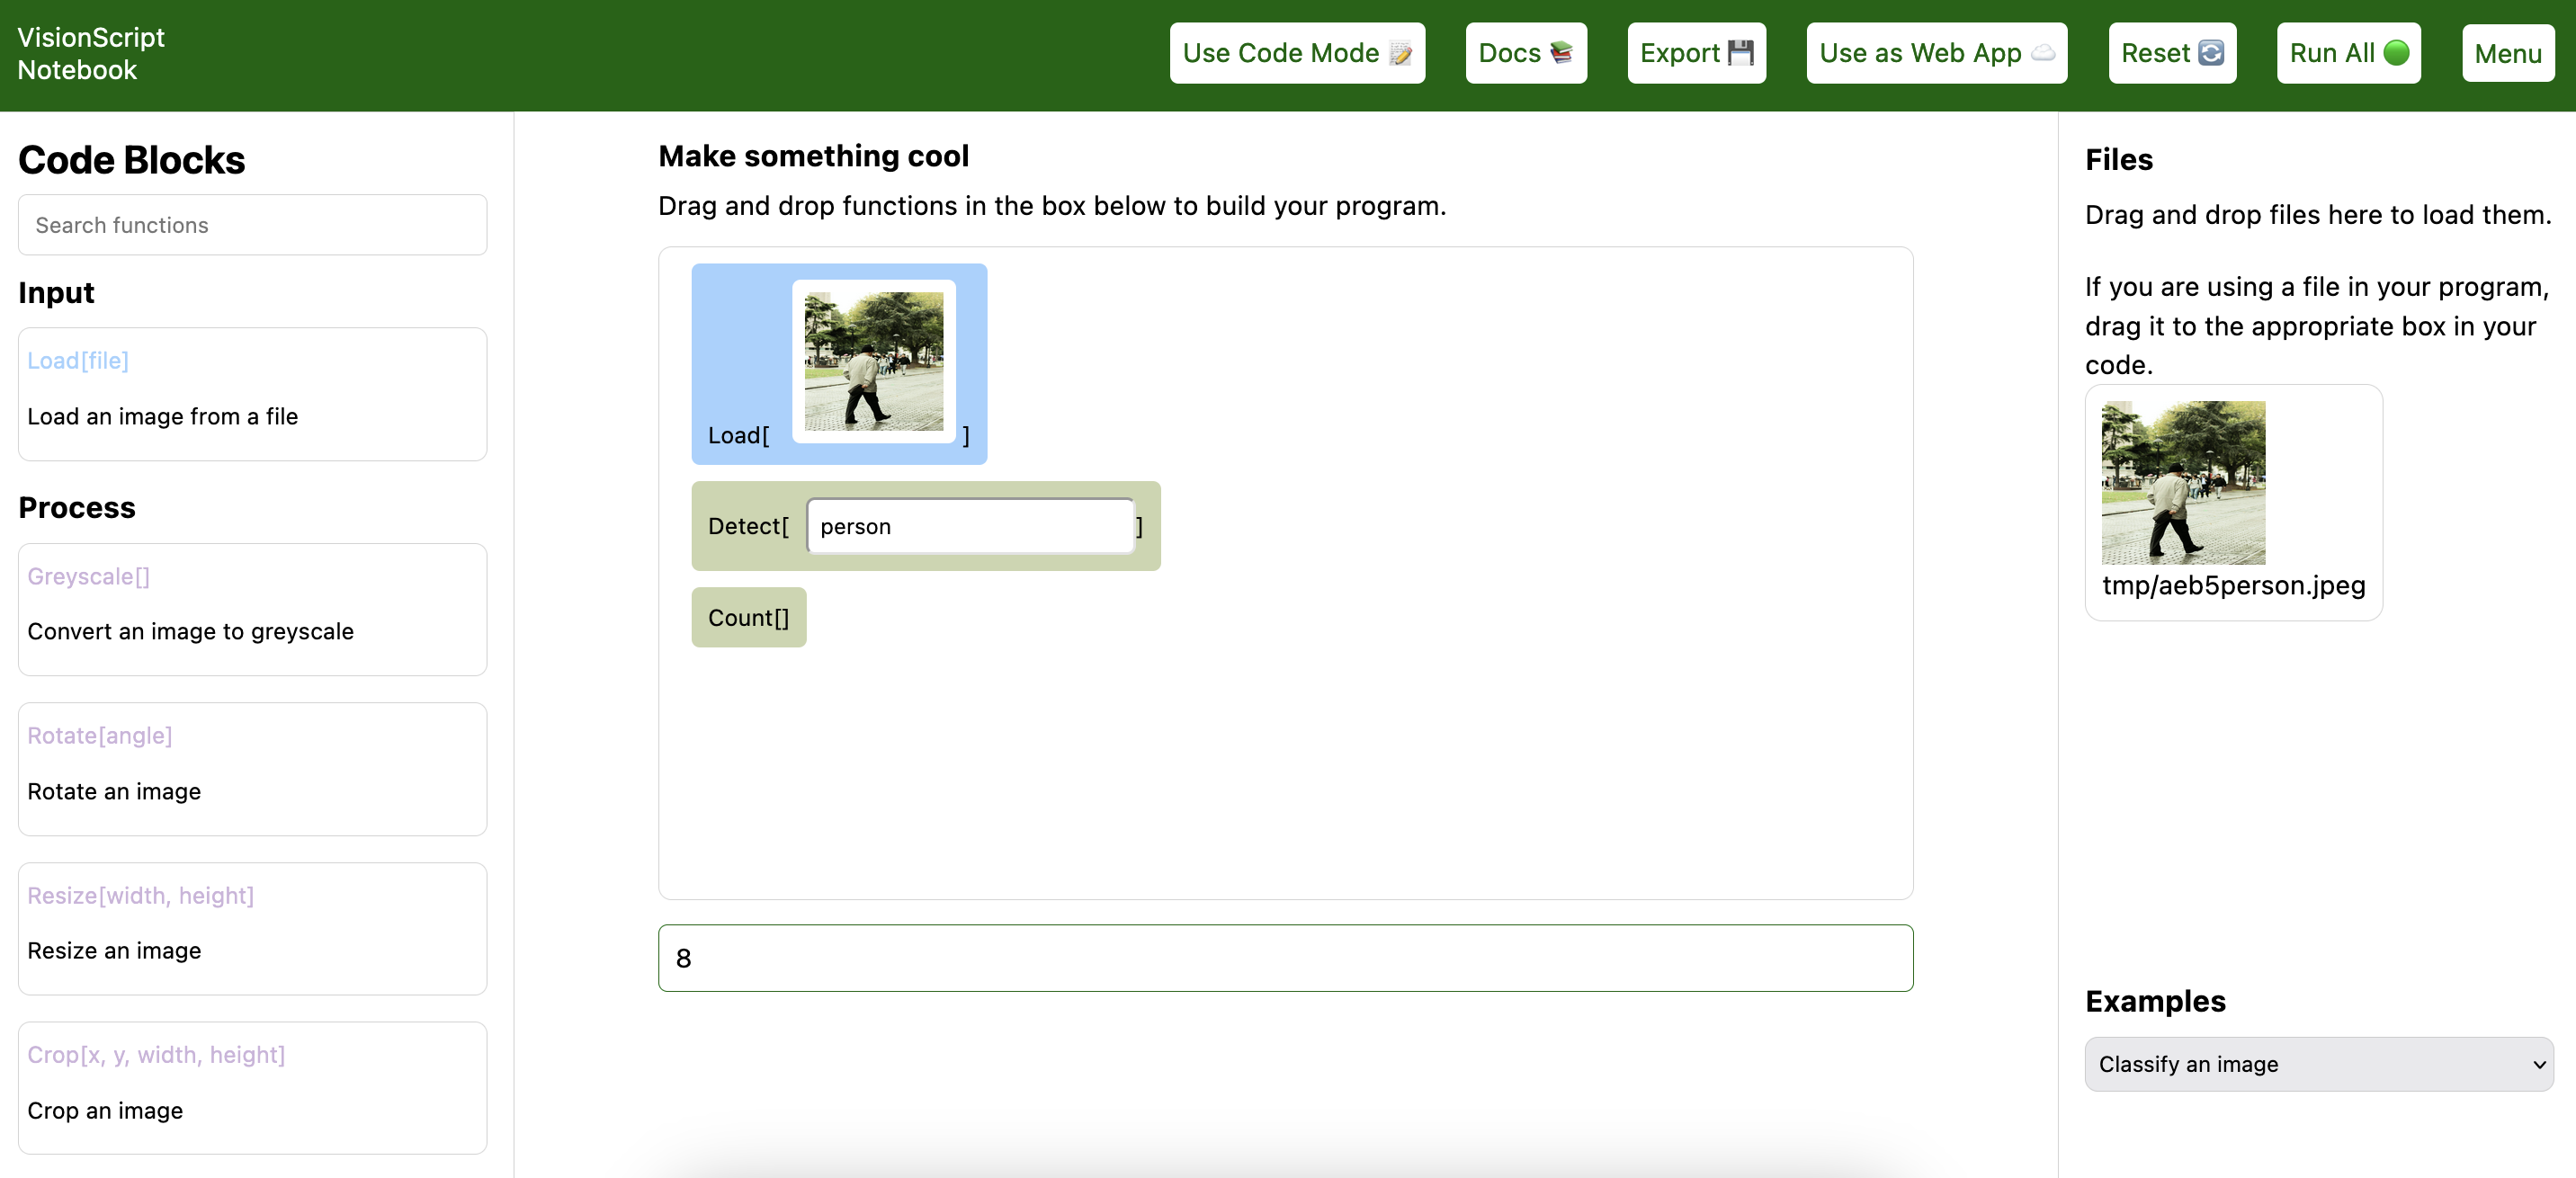 VisionScript
Notebook
Use Code Mode 📝
Docs 📚
Export 💾
Use as Web App ☁️
Reset 🔄
Run All 🟢
Menu
Code Blocks
Search functions
Input
Load[file]
Load an image from a file
Process
Greyscale[]
Convert an image to greyscale
Rotate[angle]
Rotate an image
Resize[width, height]
Resize an image
Crop[x, y, width, height]
Crop an image
Make something cool
Drag and drop functions in the box below to build your program.
Load[ ]
Detect[ person ]
Count[]
8
Files
Drag and drop files here to load them.
If you are using a file in your program,
drag it to the appropriate box in your
code.
tmp/aeb5person.jpeg
Examples
Classify an image